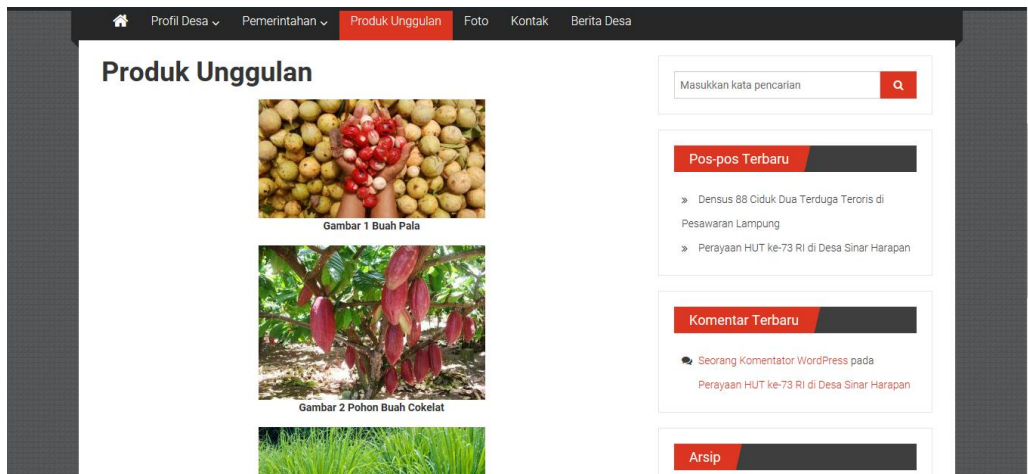 Profil Desa Pemerintahan Produk Unggulan Foto Kontak Berita Desa
Produk Unggulan
Gambar 1 Buah Pala
Gambar 2 Pohon Buah Cokelat
Masukkan kata pencarian
Pos-pos Terbaru
» Densus 88 Ciduk Dua Terduga Teroris di
Pesawaran Lampung
» Perayaan HUT ke-73 RI di Desa Sinar Harapan
Komentar Terbaru
Seorang Komentator WordPress pada
Perayaan HUT ke-73 RI di Desa Sinar Harapan
Arsip